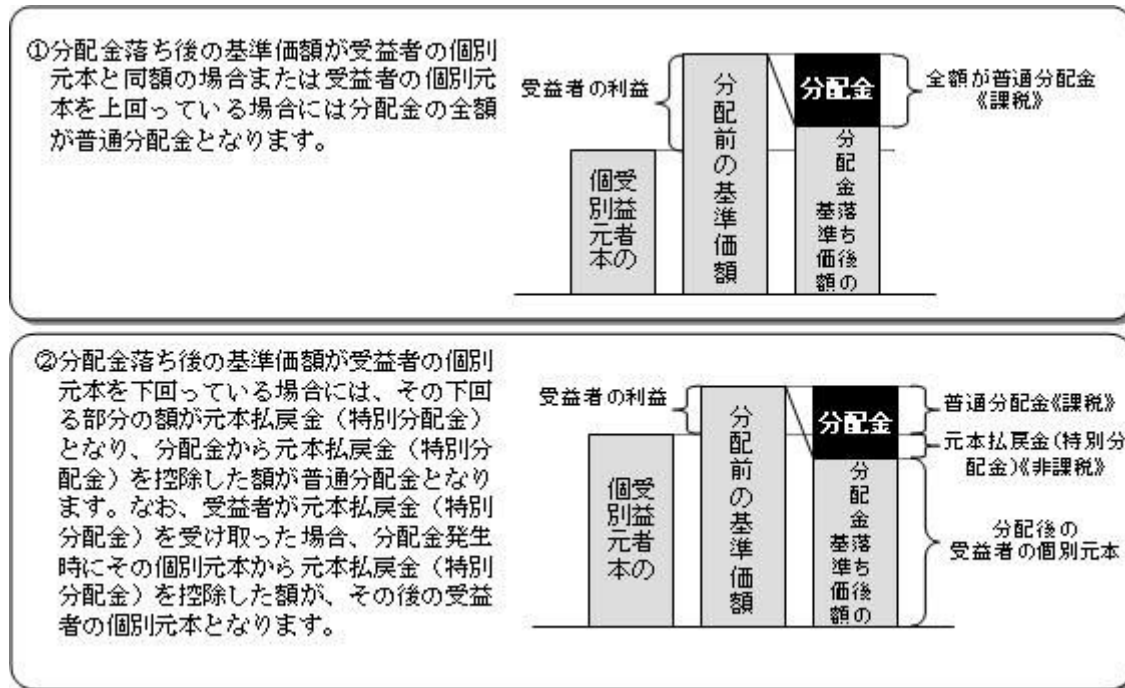 ①分配金落ち後の基準価額が受益者の個別
元本と同額の場合または受益者の個別元
本を上回っている場合には分配金の全額
が普通分配金となります。
受益者の利益
受益者の
個別元本
分配前の基準価額
分配金
分配金落ち後の
基準価額
全額が普通分配金
《課税》
②分配金落ち後の基準価額が受益者の個別
元本を下回っている場合には、その下回
る部分の額が元本払戻金（特別分配金）
となり、分配金から元本払戻金（特別分
配金）を控除した額が普通分配金となり
ます。なお、受益者が元本払戻金（特別
分配金）を受け取った場合、分配金発生
時にその個別元本から元本払戻金（特別
分配金）を控除した額が、その後の受益
者の個別元本となります。
受益者の利益
受益者の
個別元本
分配前の基準価額
分配金
分配金落ち後の
基準価額
普通分配金《課税》
元本払戻金(特別分
配金)《非課税》
分配後の
受益者の個別元本